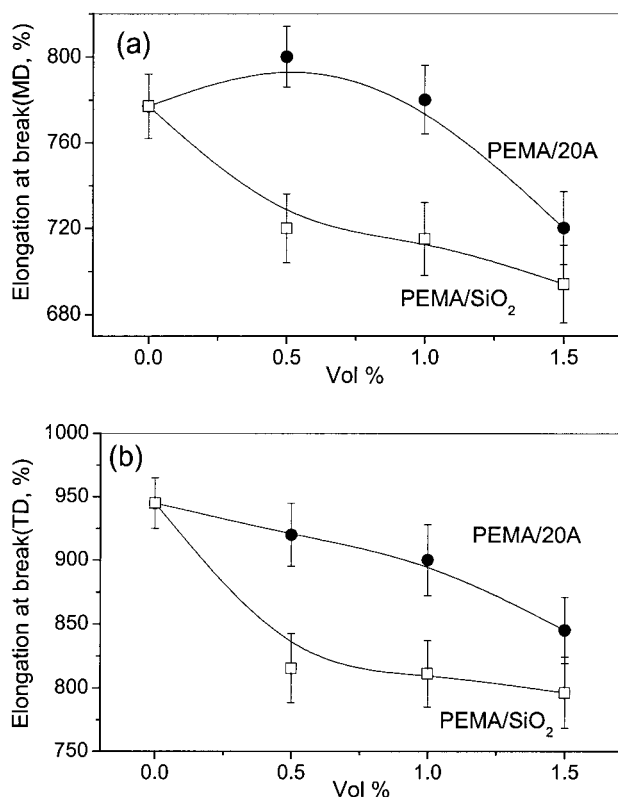 (a)
Elongation at break(MD, %)
800
760
720
680
PEMA/20A
PEMA/SiO2
0.0 0.5 1.0 1.5
Vol %
(b)
Elongation at break(TD, %)
1000
950
900
850
800
750
PEMA/20A
PEMA/SiO2
0.0 0.5 1.0 1.5
Vol %